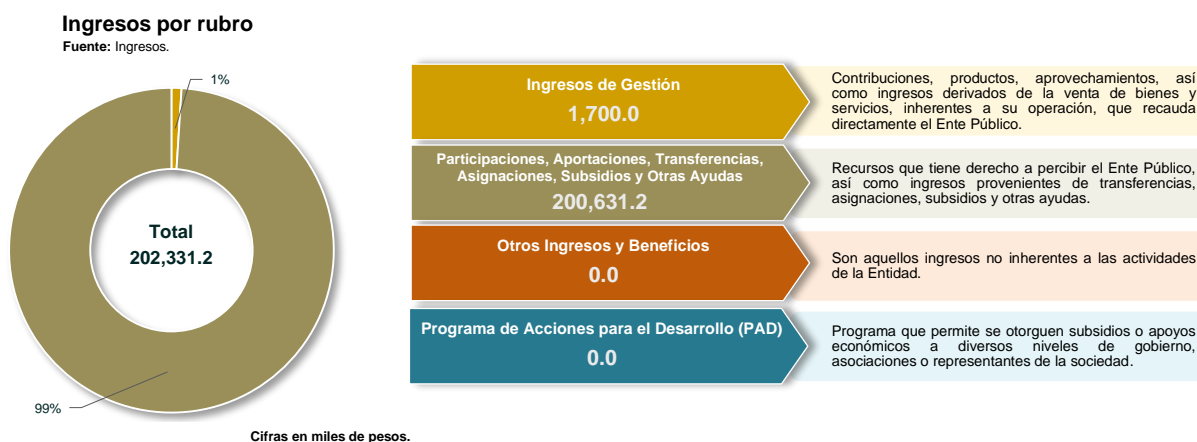 Ingresos por rubro
Fuente: Ingresos.
1%
Total
202,331.2
99%
Ingresos de Gestión
1,700.0
Contribuciones, productos, aprovechamientos, así
como ingresos derivados de la venta de bienes y
servicios, inherentes a su operación, que recauda
directamente el Ente Público.
Participaciones, Aportaciones, Transferencias,
Asignaciones, Subsidios y Otras Ayudas
200,631.2
Recursos que tiene derecho a percibir el Ente Público,
así como ingresos provenientes de transferencias,
asignaciones, subsidios y otras ayudas.
Otros Ingresos y Beneficios
0.0
Son aquellos ingresos no inherentes a las actividades
de la Entidad.
Programa de Acciones para el Desarrollo (PAD)
0.0
Programa que permite se otorguen subsidios o apoyos
económicos a diversos niveles de gobierno,
asociaciones o representantes de la sociedad.
Cifras en miles de pesos.